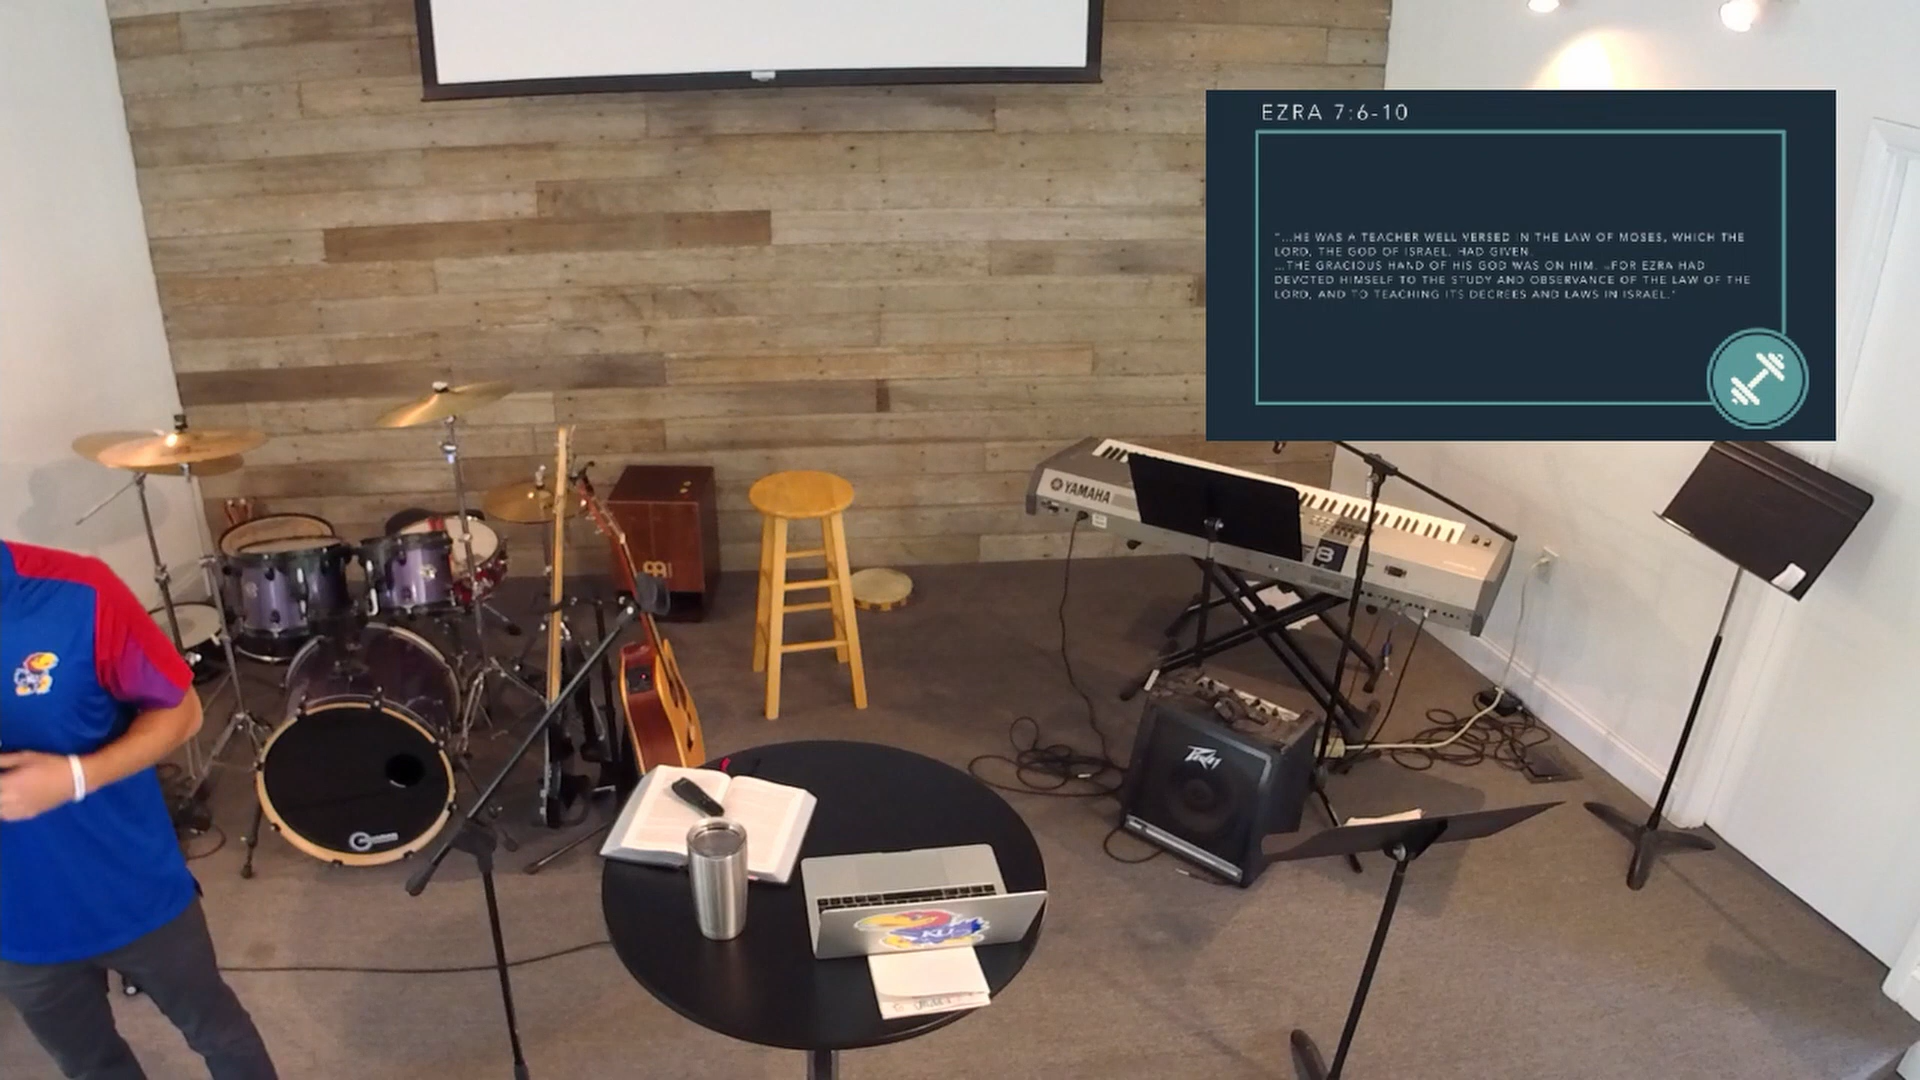 EZRA 7:6-10
"...HE WAS A TEACHER WELL VERSED IN THE LAW OF MOSES, WHICH THE
LORD, THE GOD OF ISRAEL, HAD GIVEN.
...THE GRACIOUS HAND OF HIS GOD WAS ON HIM. ...FOR EZRA HAD
DEVOTED HIMSELF TO THE STUDY AND OBSERVANCE OF THE LAW OF THE
LORD, AND TO TEACHING ITS DECREES AND LAWS IN ISRAEL."
YAMAHA
8
Peavey
KU